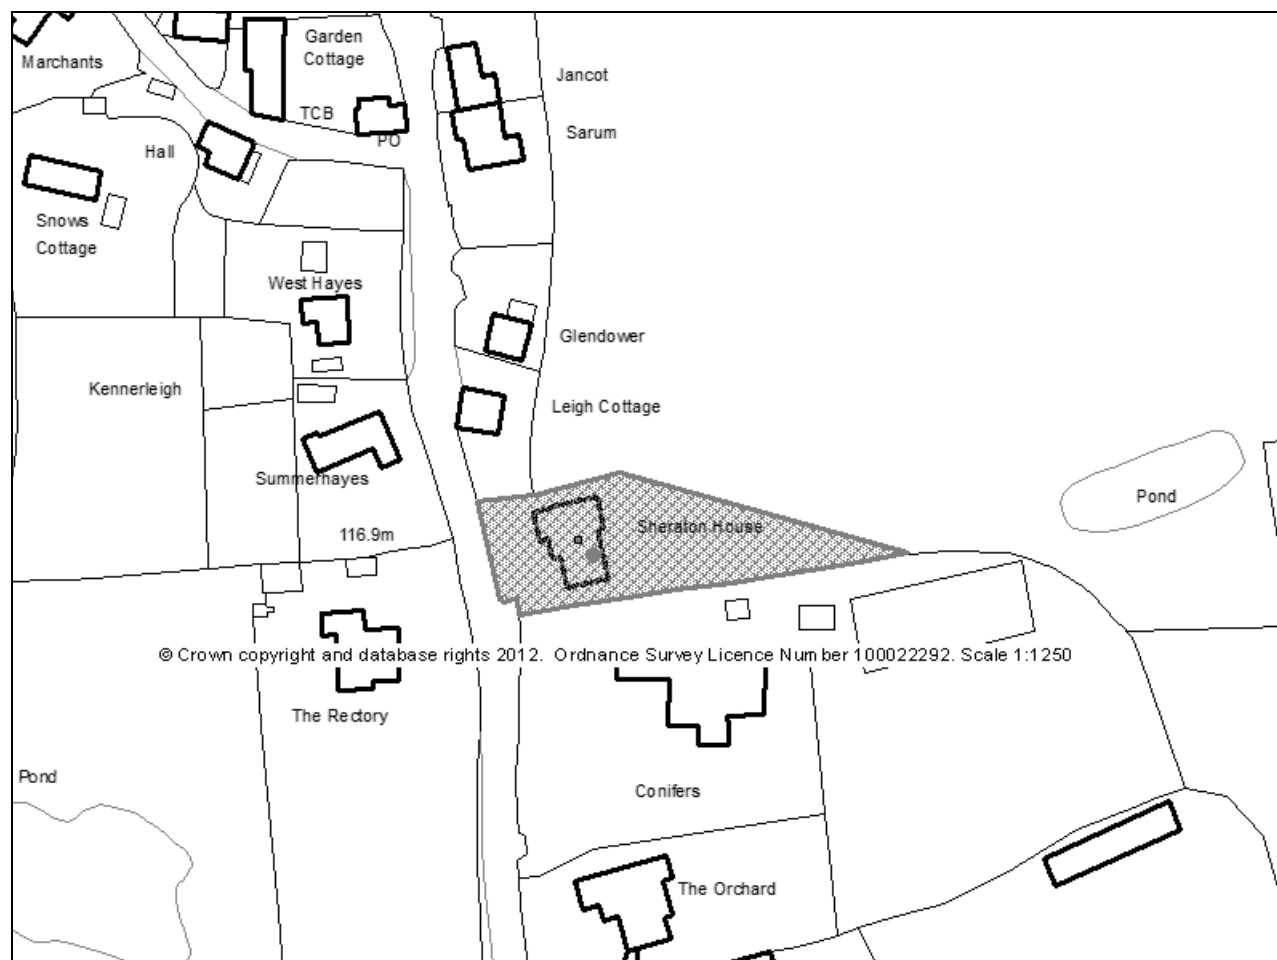 Garden
Cottage
Marchants
Jancot
TCB
Sarum
PO
Hall
Snows
Cottage
West Hayes
Glendower
Kennerleigh
Leigh Cottage
Summerhayes
Pond
Sheraton House
116.9m
© Crown copyright and database rights 2012. Ordnance Survey Licence Number 100022292. Scale 1:1250
The Rectory
Pond
Conifers
The Orchard